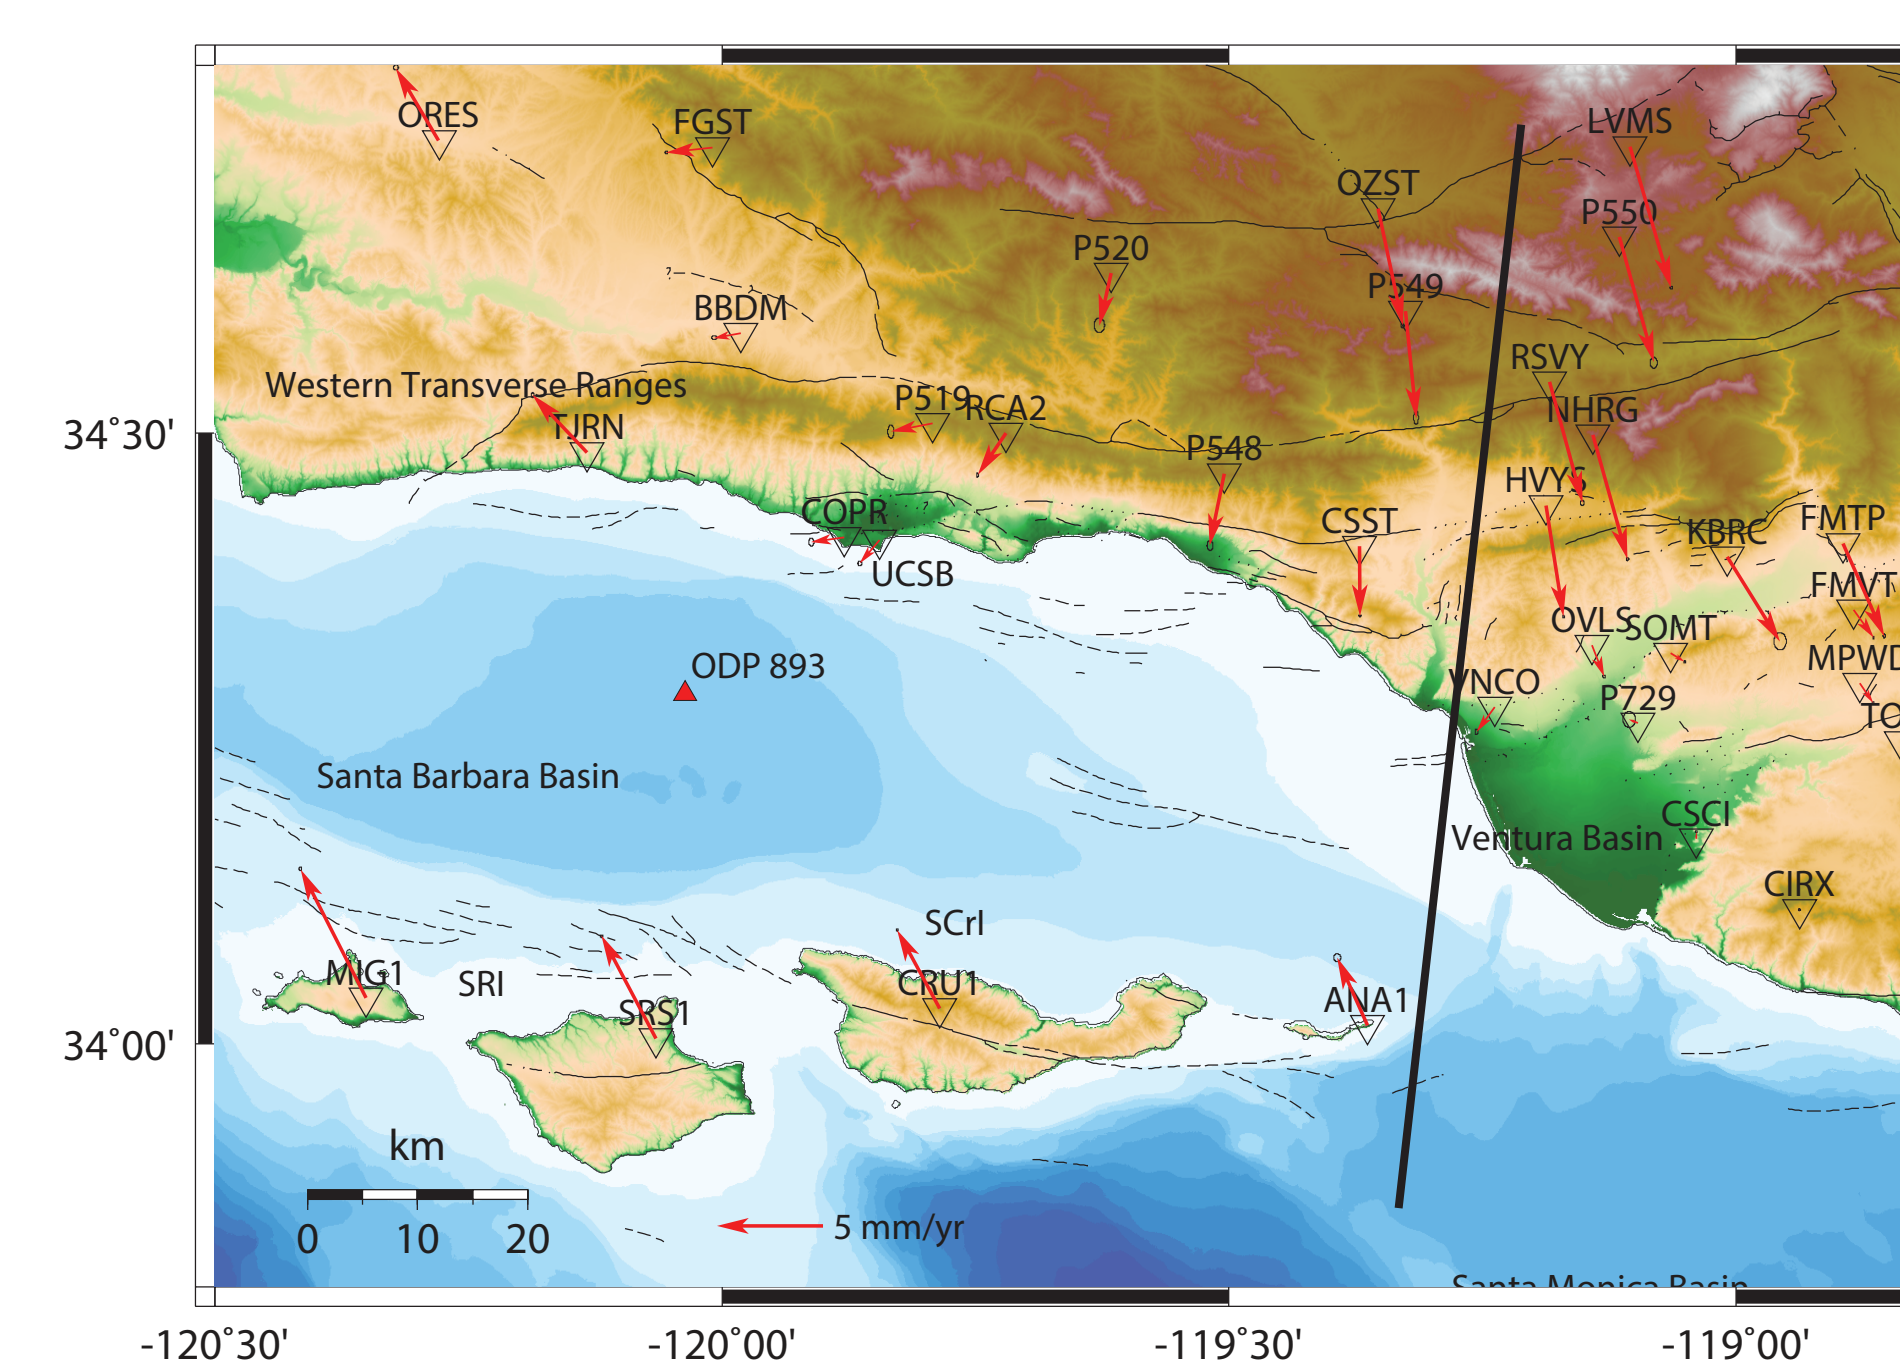 ORES
FGST
LVMS
OZST
P550
P520
P549
BBDM
RSVY
Western Transverse Ranges
P519
RCA2
NHRG
TJRN
34°30'
P548
HVYS
COPR
CSST
KBRC
FMTP
UCSB
FMVT
OVLS
SOMT
ODP 893
MPWD
VNCO
P729
TO
Santa Barbara Basin
CSCI
Ventura Basin
CIRX
SCrI
MIG1
SRI
CRU1
ANA1
SRS1
34°00'
km
0 10 20
5 mm/yr
Santa Monica Basin
-120°30' -120°00' -119°30' -119°00'
?